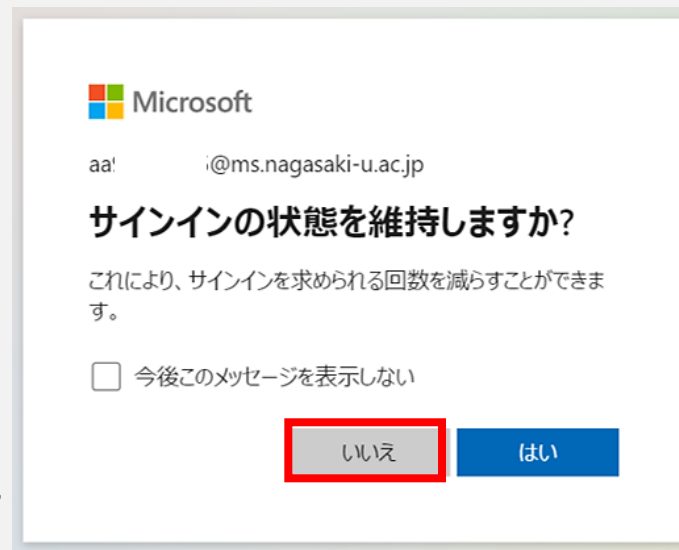 Microsoft
aa @ms.nagasaki-u.ac.jp
サインインの状態を維持しますか?
これにより、サインインを求められる回数を減らすことができま
す。
今後このメッセージを表示しない
いいえ
はい